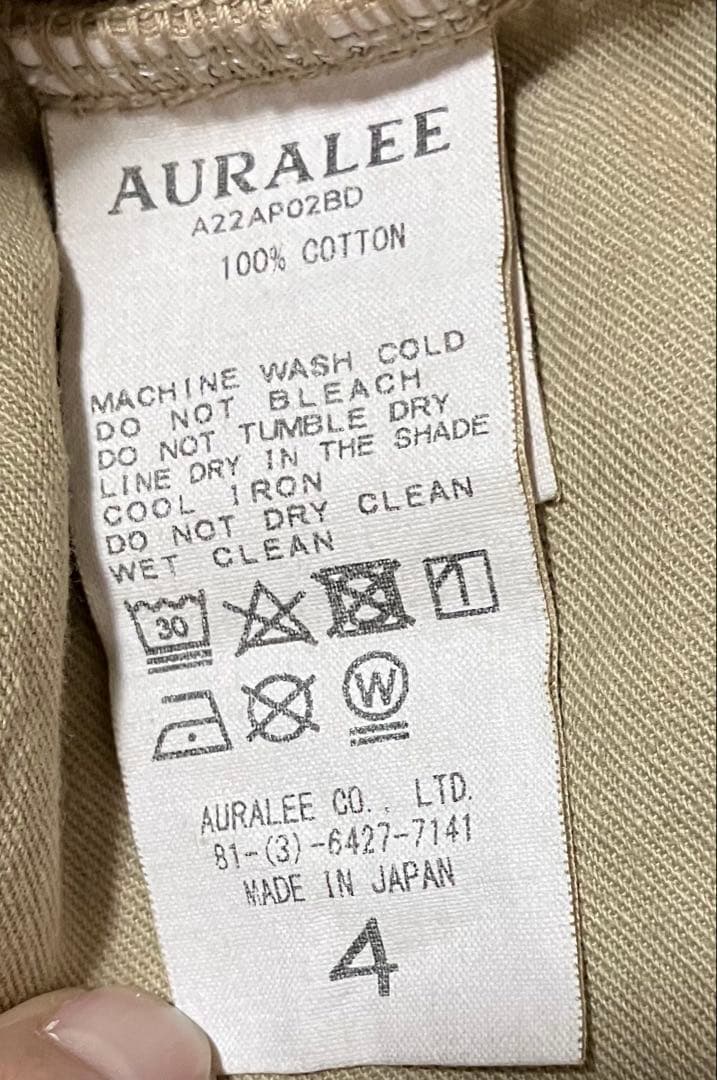 AURALEE
A22AP02BD
100% COTTON
MACHINE WASH COLD
DO NOT BLEACH
DO NOT TUMBLE DRY
LINE DRY IN THE SHADE
COOL IRON
DO NOT DRY CLEAN
WET CLEAN
30
W
AURALEE CO., LTD.
81-(3)-6427-7141
MADE IN JAPAN
4